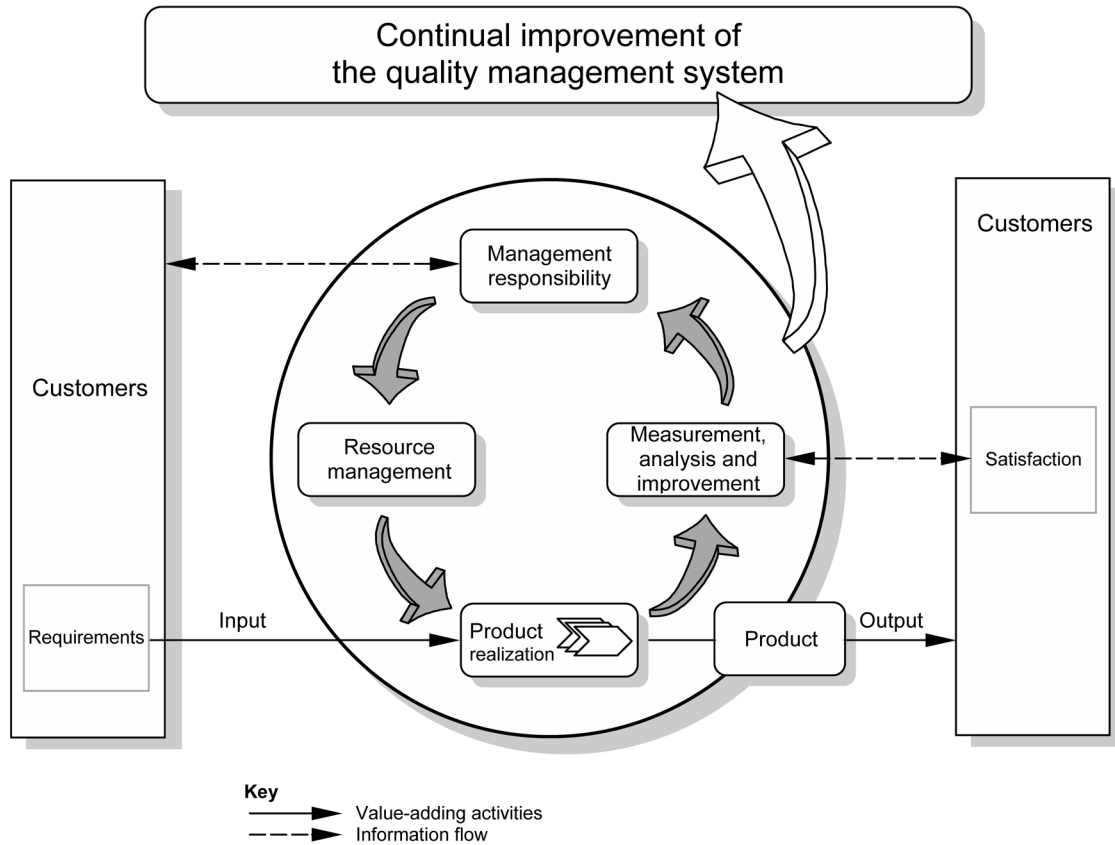 Continual improvement of
the quality management system
Customers
Requirements
Input
Management
responsibility
Resource
management
Product
realization
Measurement,
analysis and
improvement
Product
Output
Customers
Satisfaction
Key
Value-adding activities
Information flow